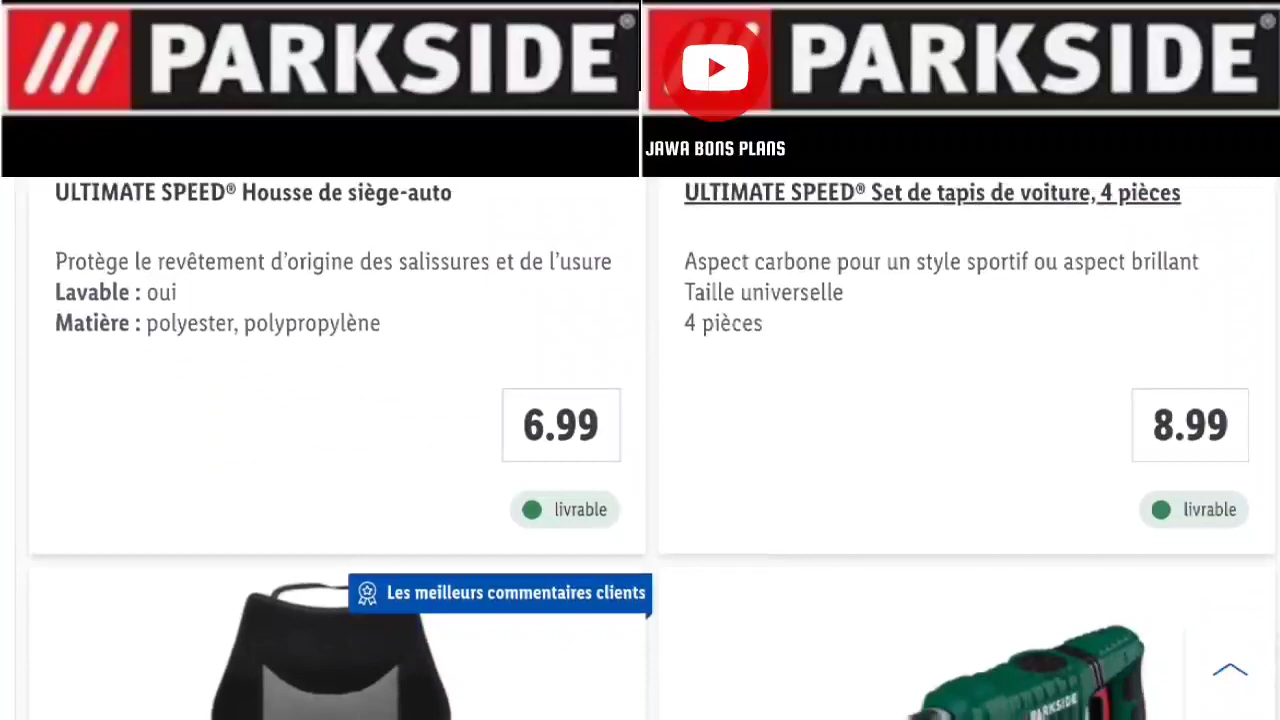 PARKSIDE®
PARKSIDE®
JAWA BONS PLANS
ULTIMATE SPEED® Housse de siège-auto
Protège le revêtement d'origine des salissures et de l'usure
Lavable : oui
Matière : polyester, polypropylène
6.99
livrable
ULTIMATE SPEED® Set de tapis de voiture, 4 pièces
Aspect carbone pour un style sportif ou aspect brillant
Taille universelle
4 pièces
8.99
livrable
Les meilleurs commentaires clients
PARKSIDE